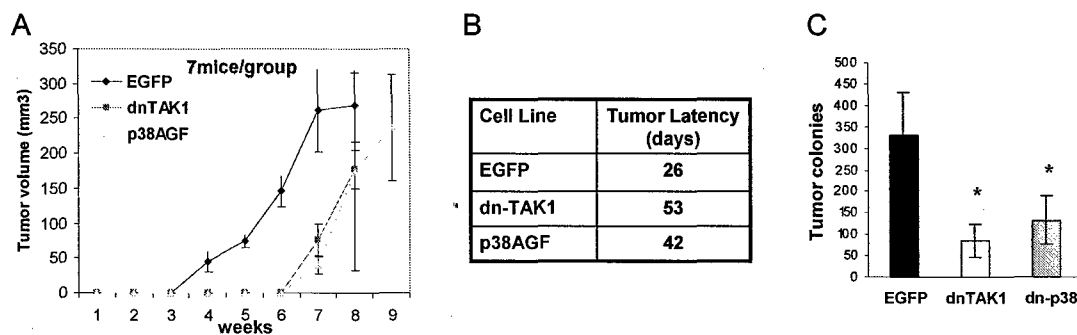 A
Tumor volume (mm3)
350
300
250
200
150
100
50
0
7mice/group
EGFP
dnTAK1
p38AGF
1 2 3 4 5 6 7 8 9
weeks
B
Cell Line Tumor Latency (days)
EGFP 26
dn-TAK1 53
p38AGF 42
C
Tumor colonies
500
450
400
350
300
250
200
150
100
50
0
*
*
EGFP dnTAK1 dn-p38